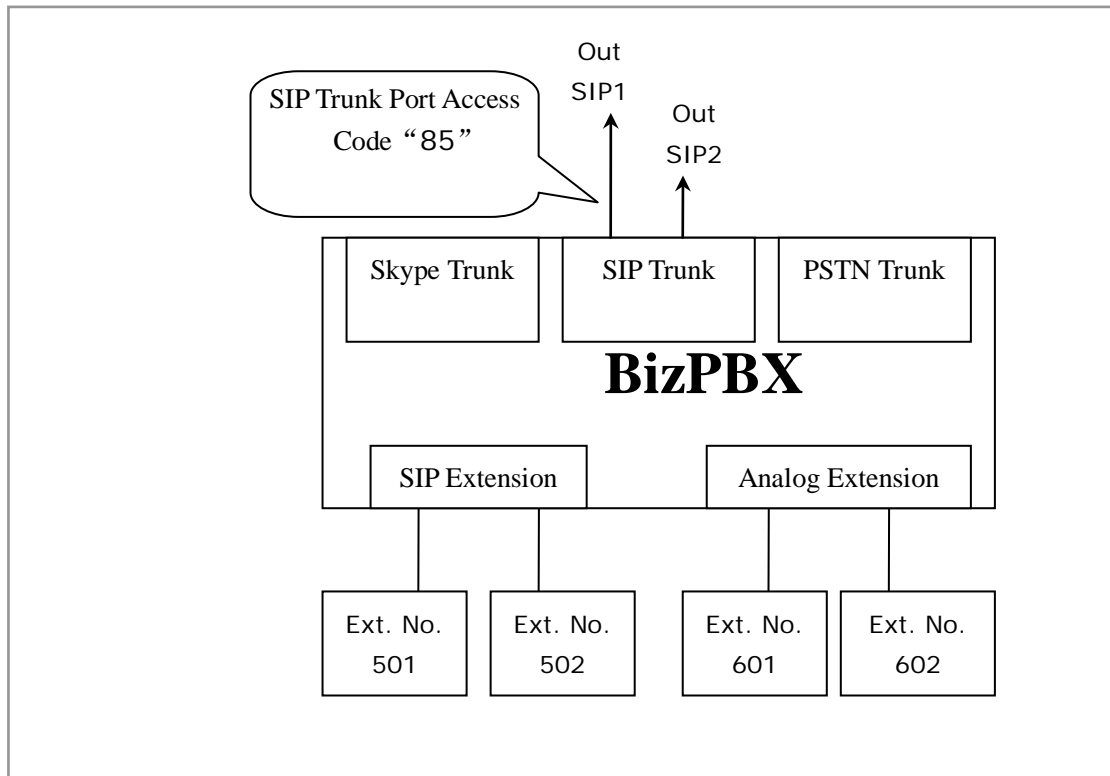 Out
SIP1
SIP Trunk Port Access
Code “85”
Out
SIP2
Skype Trunk
SIP Trunk
PSTN Trunk
BizPBX
SIP Extension
Analog Extension
Ext. No.
501
Ext. No.
502
Ext. No.
601
Ext. No.
602